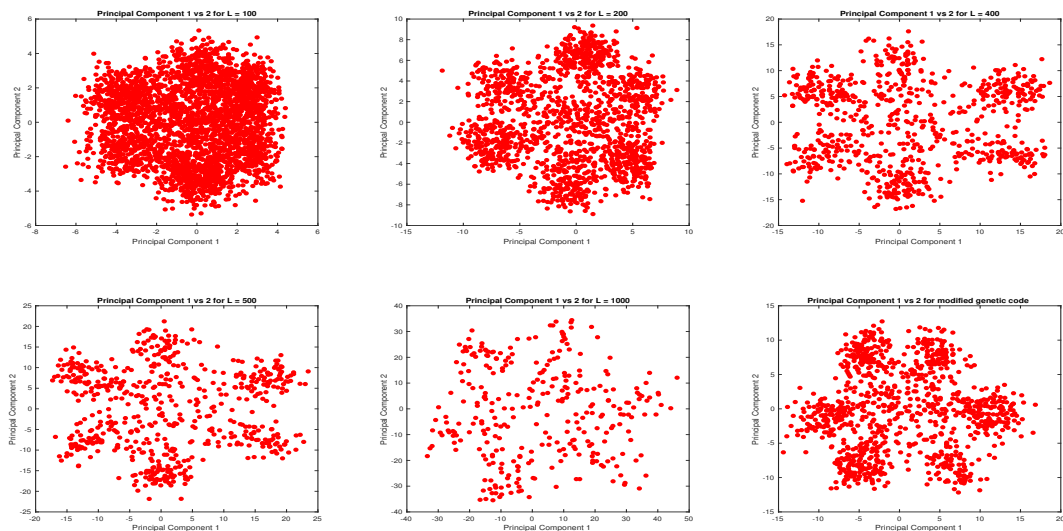 Principal Component 1 vs 2 for L = 100
Principal Component 2
6
4
2
0
-2
-4
-6
-8 -6 -4 -2 0 2 4 6
Principal Component 1
Principal Component 1 vs 2 for L = 200
Principal Component 2
10
8
6
4
2
0
-2
-4
-6
-8
-10
-15 -10 -5 0 5 10
Principal Component 1
Principal Component 1 vs 2 for L = 400
Principal Component 2
20
15
10
5
0
-5
-10
-15
-20
-15 -10 -5 0 5 10 15 20
Principal Component 1
Principal Component 1 vs 2 for L = 500
Principal Component 2
25
20
15
10
5
0
-5
-10
-15
-20
-25
-20 -15 -10 -5 0 5 10 15 20 25
Principal Component 1
Principal Component 1 vs 2 for L = 1000
Principal Component 2
40
30
20
10
0
-10
-20
-30
-40
-40 -30 -20 -10 0 10 20 30 40 50
Principal Component 1
Principal Component 1 vs 2 for modified genetic code
Principal Component 2
15
10
5
0
-5
-10
-15
-15 -10 -5 0 5 10 15 20
Principal Component 1